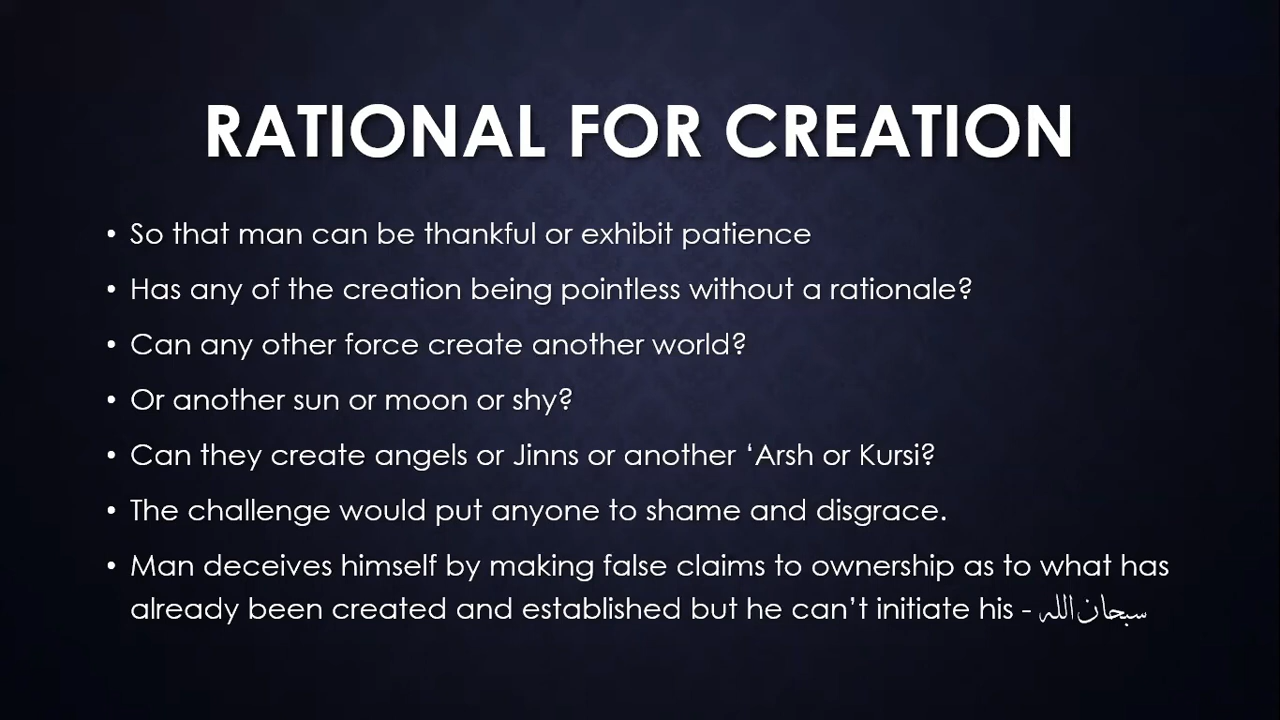 RATIONAL FOR CREATION
• So that man can be thankful or exhibit patience
• Has any of the creation being pointless without a rationale?
• Can any other force create another world?
• Or another sun or moon or shy?
• Can they create angels or Jinns or another ‘Arsh or Kursi?
• The challenge would put anyone to shame and disgrace.
• Man deceives himself by making false claims to ownership as to what has
already been created and established but he can’t initiate his - سبحان الله